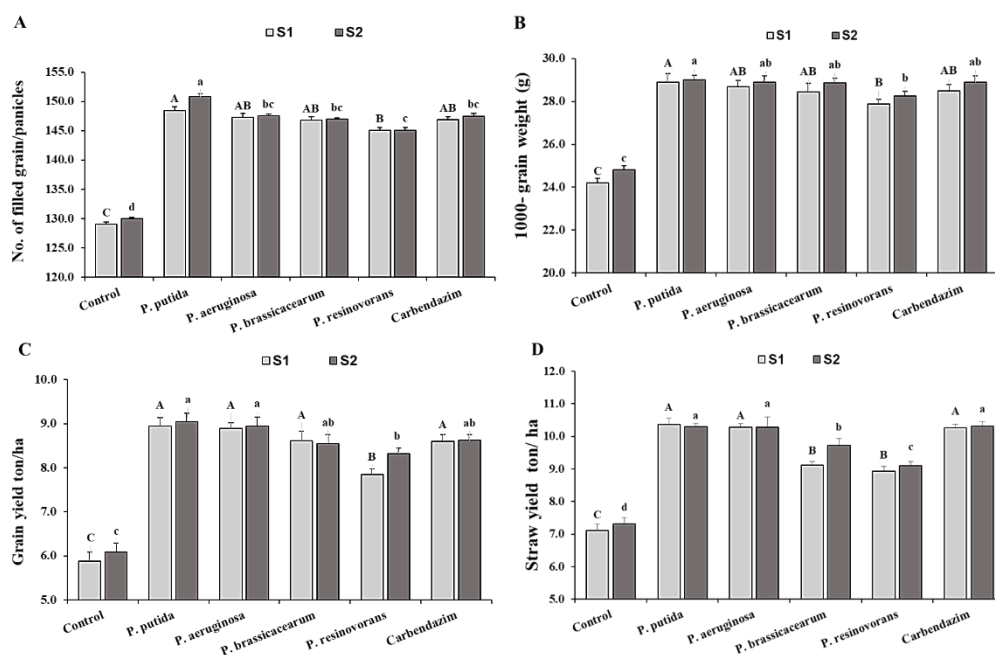 A
S1 S2
No. of filled grain/panicles
155.0
150.0
145.0
140.0
135.0
130.0
125.0
120.0
C d
A a
AB bc
AB bc
B c
AB bc
Control
P. putida
P. aeruginosa
P. brassicacearum
P. resinovorans
Carbendazim
B
S1 S2
1000- grain weight (g)
30.0
28.0
26.0
24.0
22.0
20.0
C c
A a
AB ab
AB ab
B b
AB ab
Control
P. putida
P. aeruginosa
P. brassicacearum
P. resinovorans
Carbendazim
C
S1 S2
Grain yield ton/ha
10.0
9.0
8.0
7.0
6.0
5.0
C c
A a
A a
A ab
B b
A ab
Control
P. putida
P. aeruginosa
P. brassicacearum
P. resinovorans
Carbendazim
D
S1 S2
Straw yield ton/ ha
12.0
11.0
10.0
9.0
8.0
7.0
6.0
5.0
C d
A a
A a
B b
B c
A a
Control
P. putida
P. aeruginosa
P. brassicacearum
P. resinovorans
Carbendazim